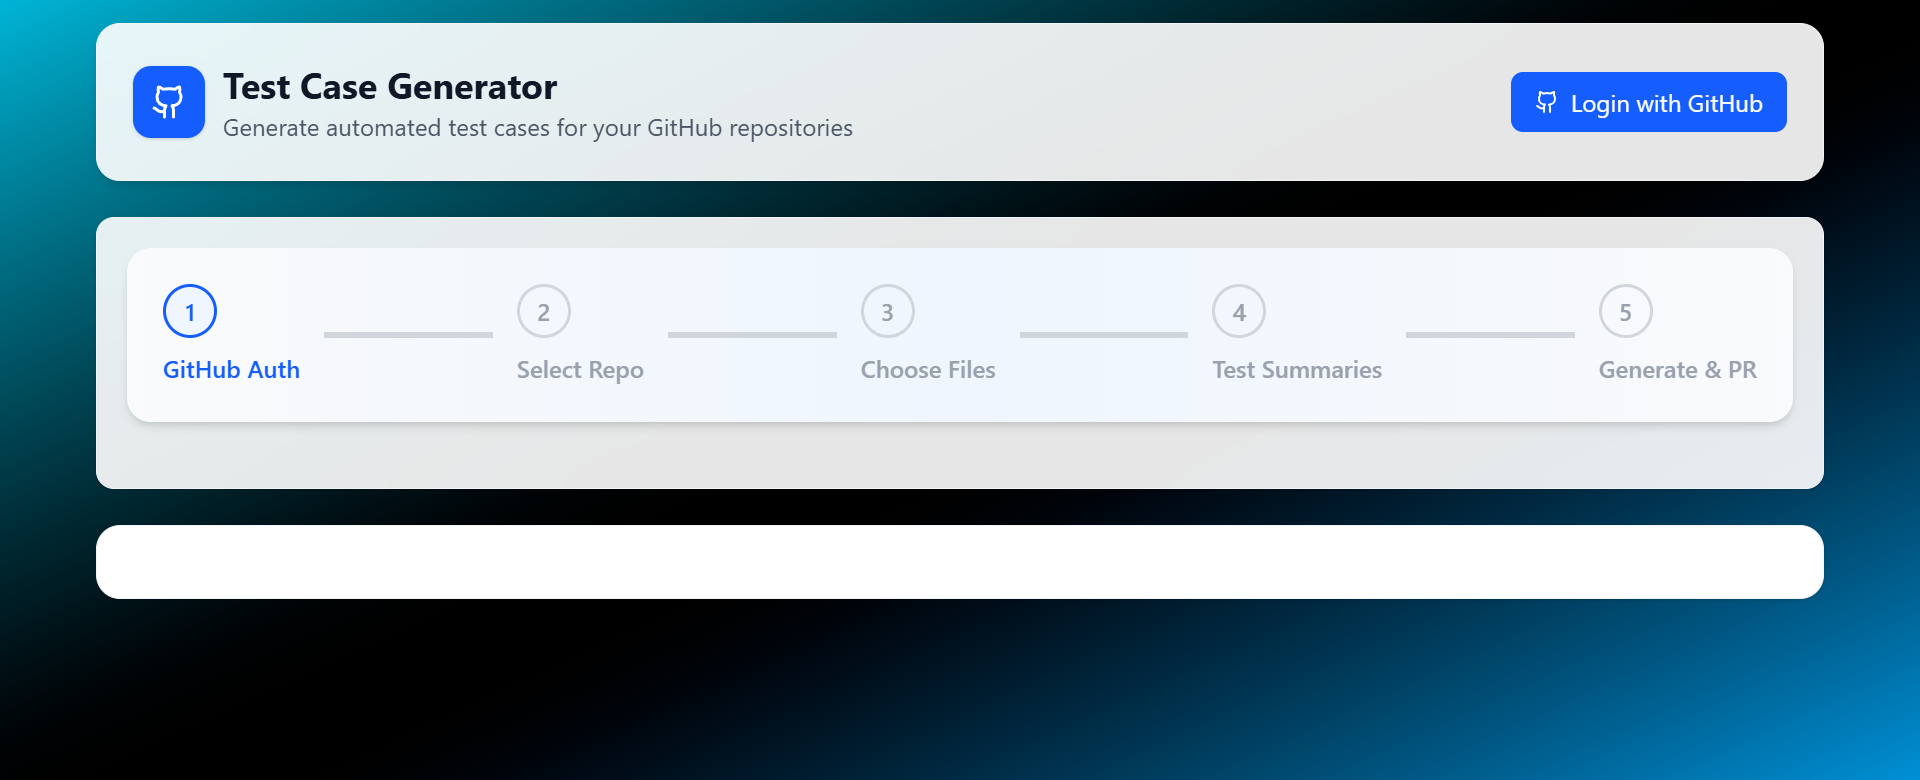 Test Case Generator
Generate automated test cases for your GitHub repositories
Login with GitHub
1
GitHub Auth
2
Select Repo
3
Choose Files
4
Test Summaries
5
Generate & PR